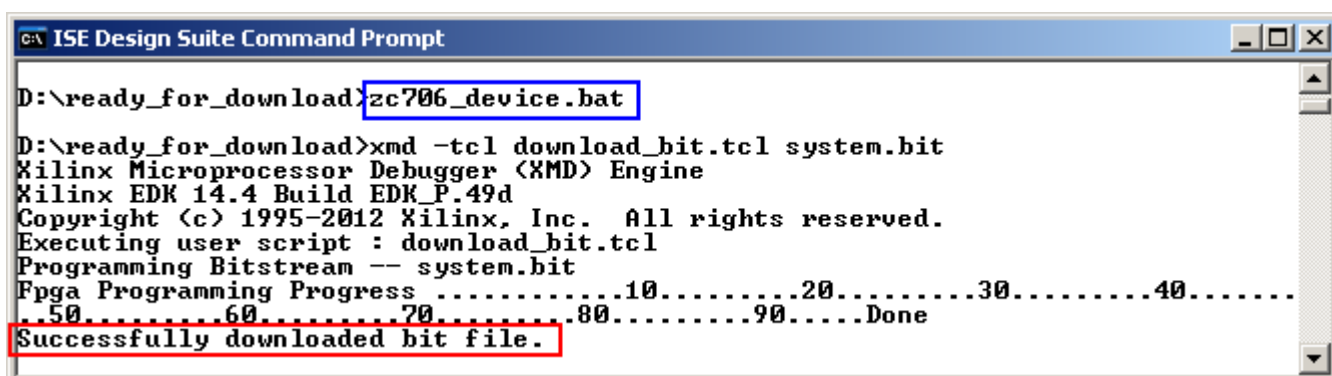 ISE Design Suite Command Prompt
D:\ready_for_download>zc706_device.bat
D:\ready_for_download>xmd -tcl download_bit.tcl system.bit
Xilinx Microprocessor Debugger (XMD) Engine
Xilinx EDK 14.4 Build EDK_P.49d
Copyright (c) 1995-2012 Xilinx, Inc.  All rights reserved.
Executing user script : download_bit.tcl
Programming Bitstream -- system.bit
Fpga Programming Progress ............10.........20.........30.........40.......
..50.........60.........70.........80.........90.....Done
Successfully downloaded bit file.